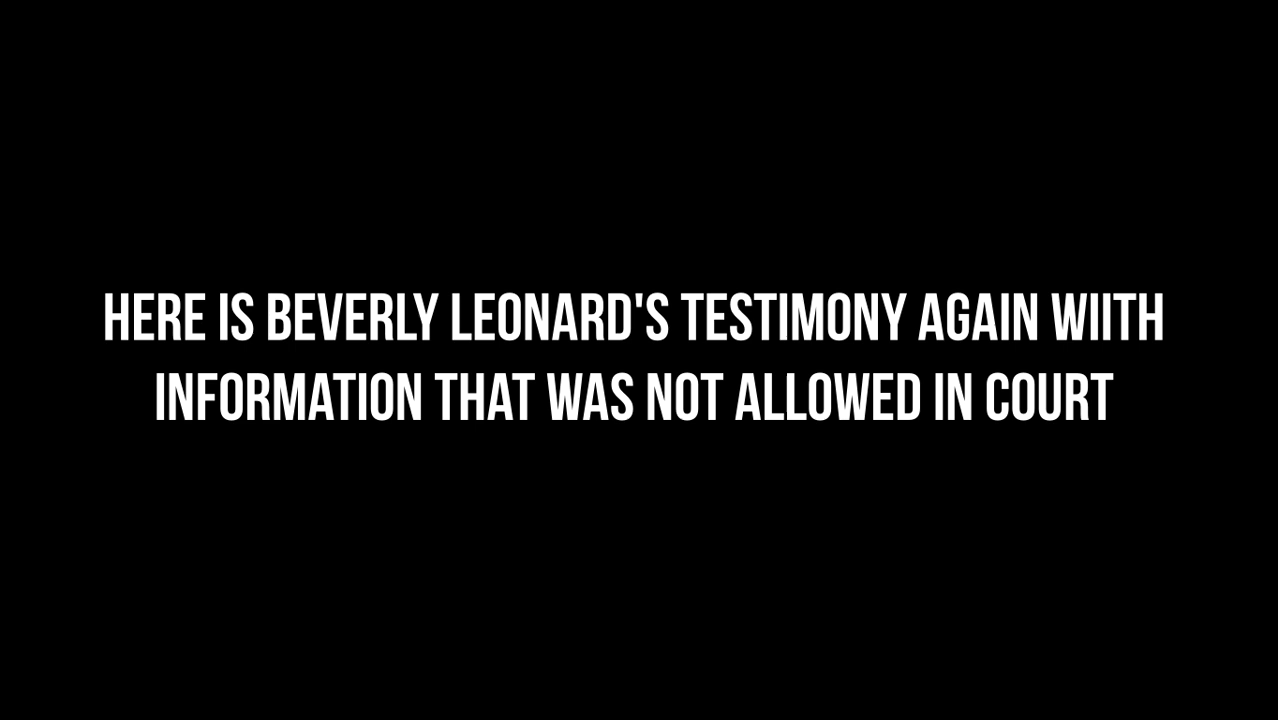 HERE IS BEVERLY LEONARD'S TESTIMONY AGAIN WIITH
INFORMATION THAT WAS NOT ALLOWED IN COURT